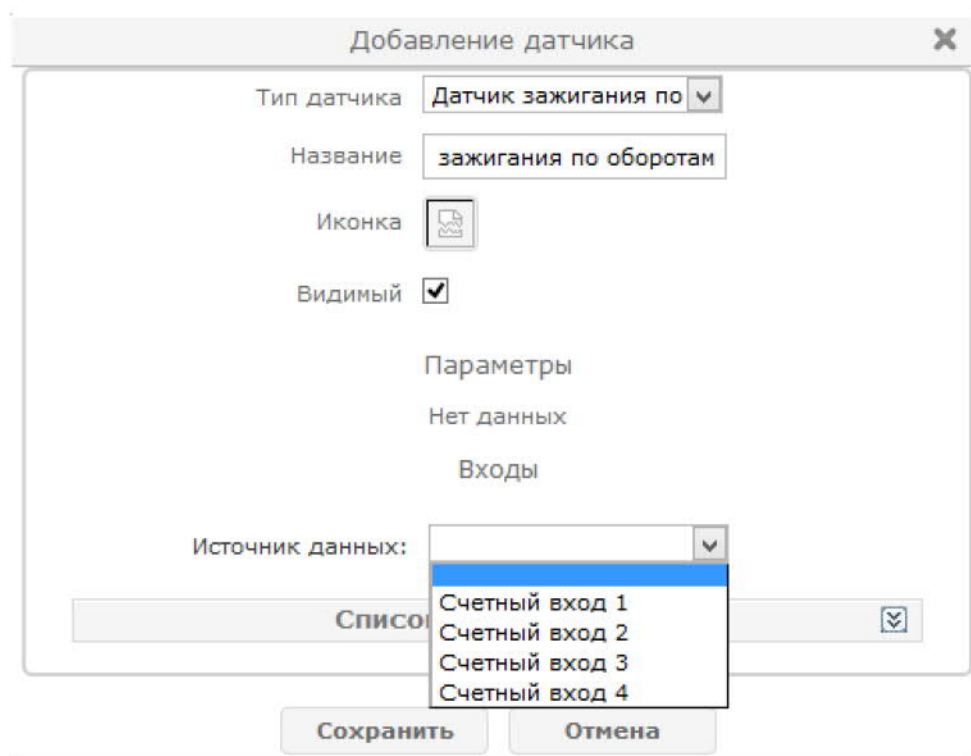 Добавление датчика
Тип датчика Датчик зажигания по
Название зажигания по оборотам
Иконка
Видимый
Параметры
Нет данных
Входы
Источник данных:
Счетный вход 1
Счетный вход 2
Счетный вход 3
Счетный вход 4
Сохранить Отмена